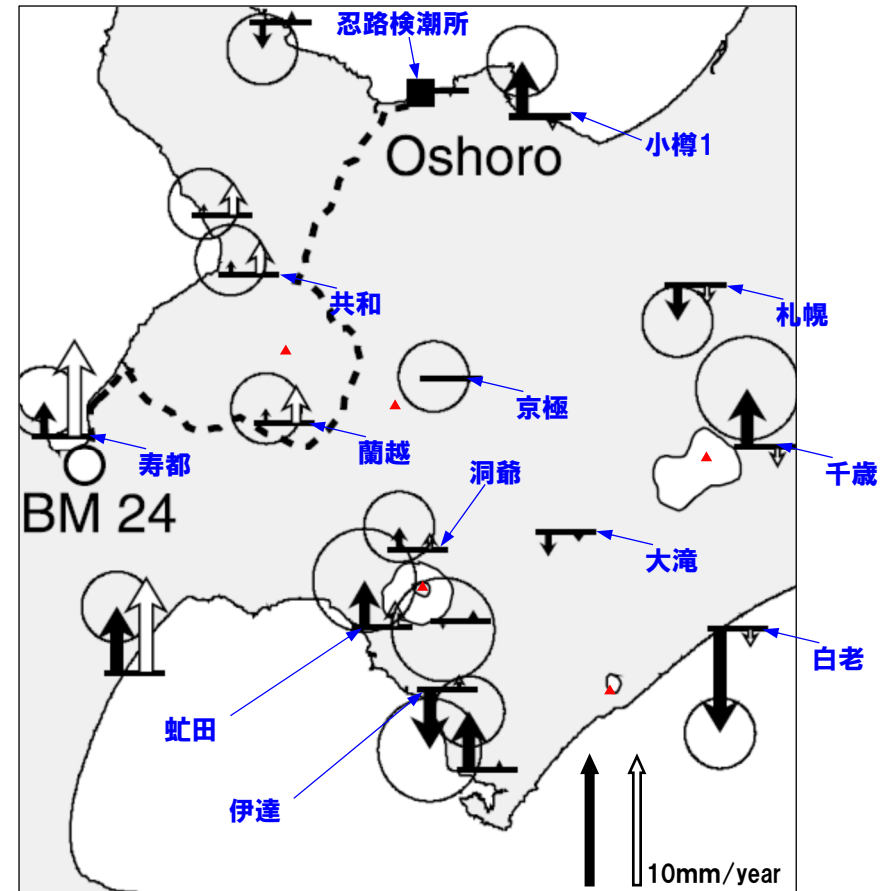 忍路検潮所
Oshoro
小樽1
共和
札幌
京極
寿都
蘭越
千歳
BM 24
洞爺
大滝
白老
虻田
伊達
10mm/year